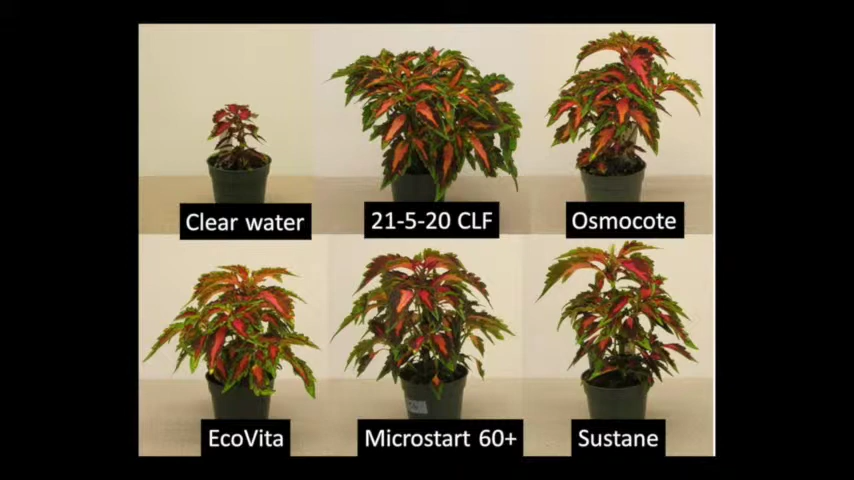 Clear water
21-5-20 CLF
Osmocote
EcoVita
Microstart 60+
Sustane